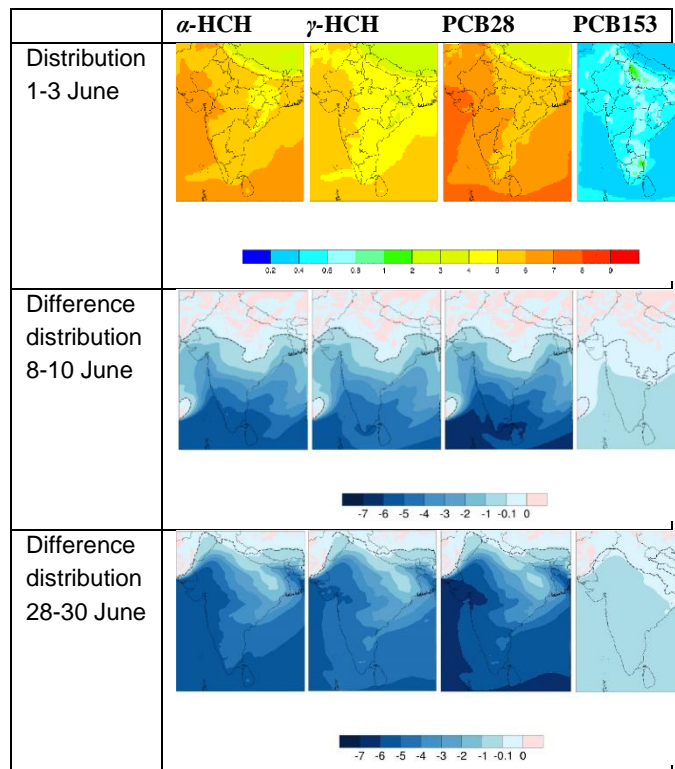 α-HCH γ-HCH PCB28 PCB153
Distribution
1-3 June
0.2 0.4 0.6 0.8 1 2 3 4 5 6 7 8 9
Difference
distribution
8-10 June
-7 -6 -5 -4 -3 -2 -1 -0.1 0
Difference
distribution
28-30 June
-7 -6 -5 -4 -3 -2 -1 -0.1 0